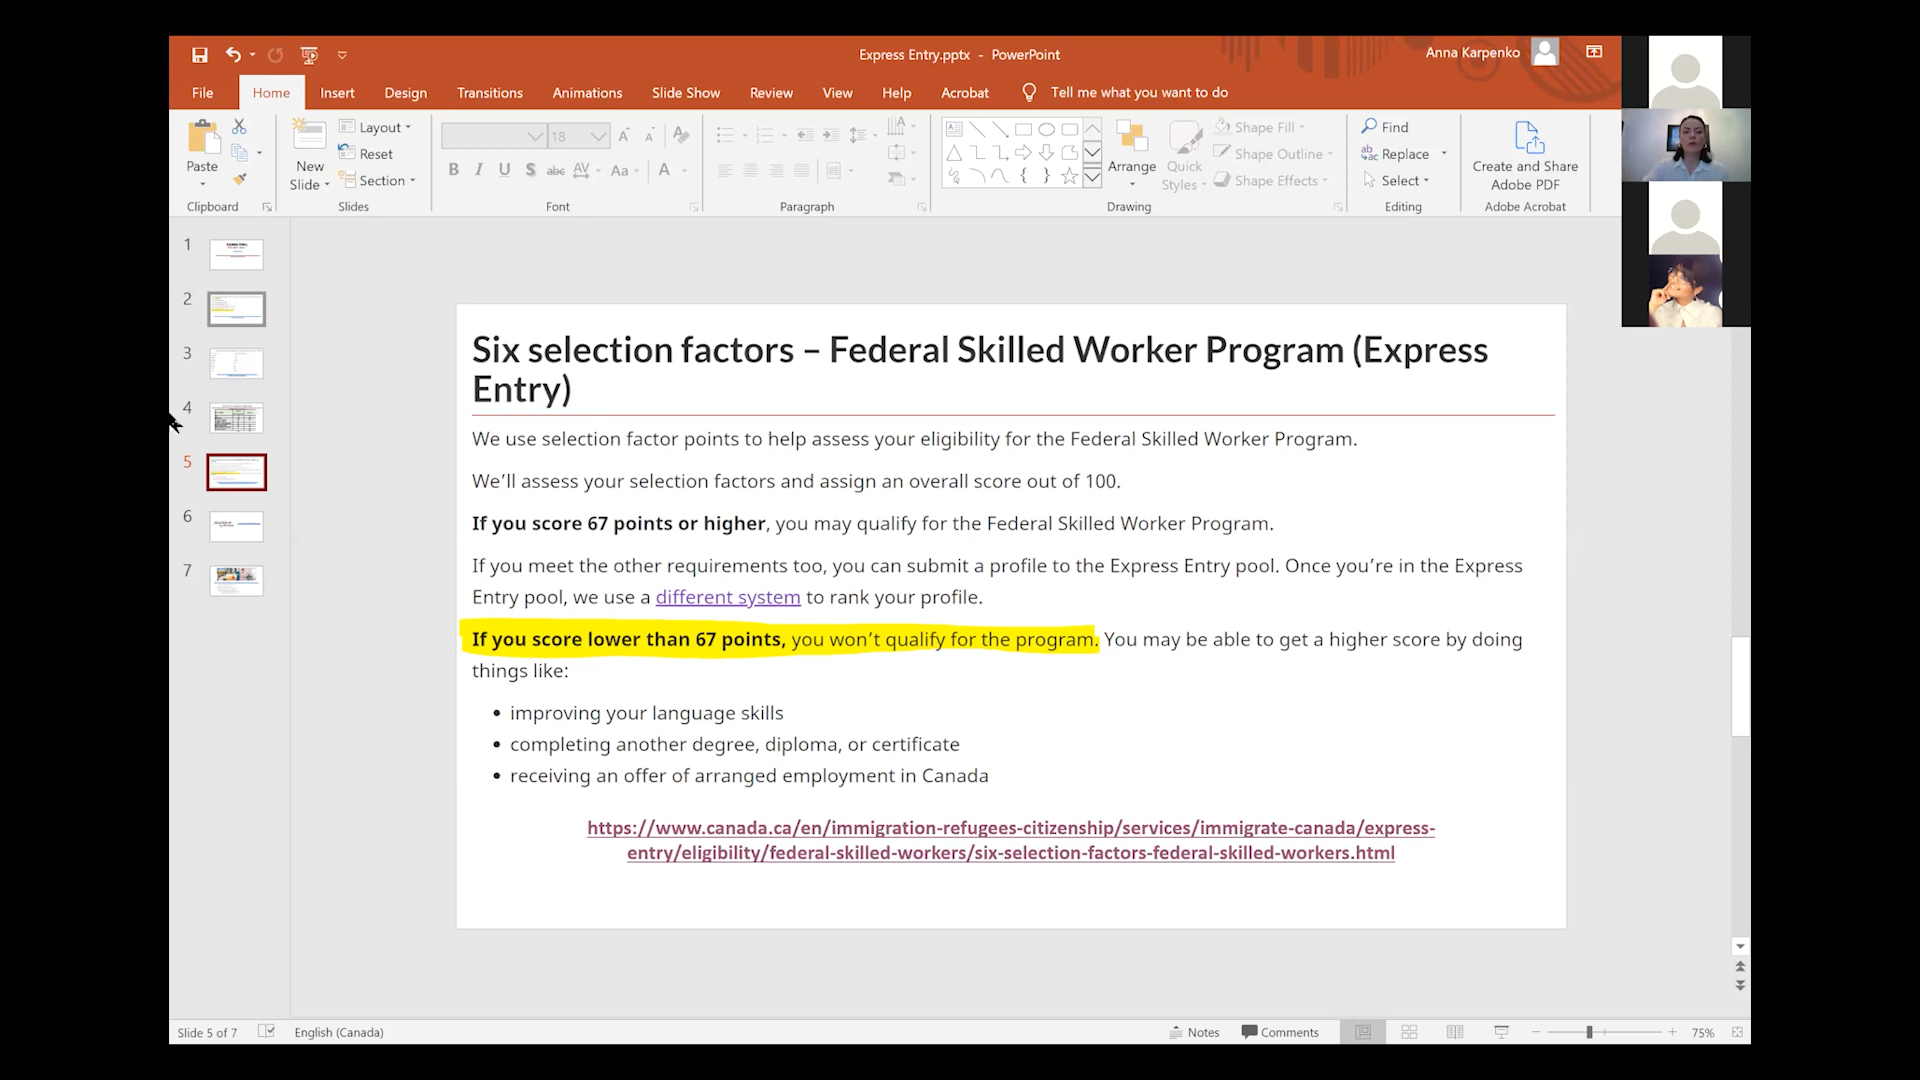 Express Entry.pptx - PowerPoint
Anna Karpenko
File Home Insert Design Transitions Animations Slide Show Review View Help Acrobat Tell me what you want to do
Paste
Clipboard
New
Slide
Layout
Reset
Section
Slides
18
B I U S abc AV Aa A
Font
Paragraph
Arrange
Quick
Styles
Shape Fill
Shape Outline
Shape Effects
Drawing
Find
Replace
Select
Editing
Create and Share
Adobe PDF
Adobe Acrobat
1
2
3
4
5
6
7
Six selection factors – Federal Skilled Worker Program (Express
Entry)
We use selection factor points to help assess your eligibility for the Federal Skilled Worker Program.
We’ll assess your selection factors and assign an overall score out of 100.
If you score 67 points or higher, you may qualify for the Federal Skilled Worker Program.
If you meet the other requirements too, you can submit a profile to the Express Entry pool. Once you’re in the Express
Entry pool, we use a different system to rank your profile.
If you score lower than 67 points, you won’t qualify for the program. You may be able to get a higher score by doing
things like:
• improving your language skills
• completing another degree, diploma, or certificate
• receiving an offer of arranged employment in Canada
https://www.canada.ca/en/immigration-refugees-citizenship/services/immigrate-canada/express-
entry/eligibility/federal-skilled-workers/six-selection-factors-federal-skilled-workers.html
Slide 5 of 7 English (Canada) Notes Comments 75%